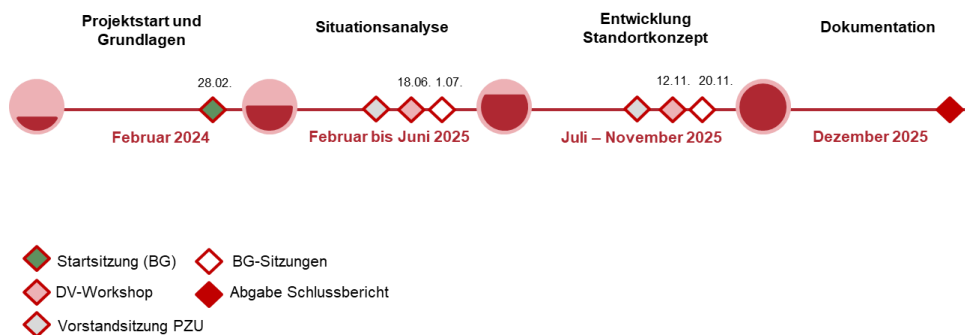 Projektstart und
Grundlagen
Situationsanalyse
Entwicklung
Standortkonzept
Dokumentation
28.02.
18.06.
1.07.
12.11.
20.11.
Februar 2024
Februar bis Juni 2025
Juli – November 2025
Dezember 2025
Startsitzung (BG)
BG-Sitzungen
DV-Workshop
Abgabe Schlussbericht
Vorstandsitzung PZU